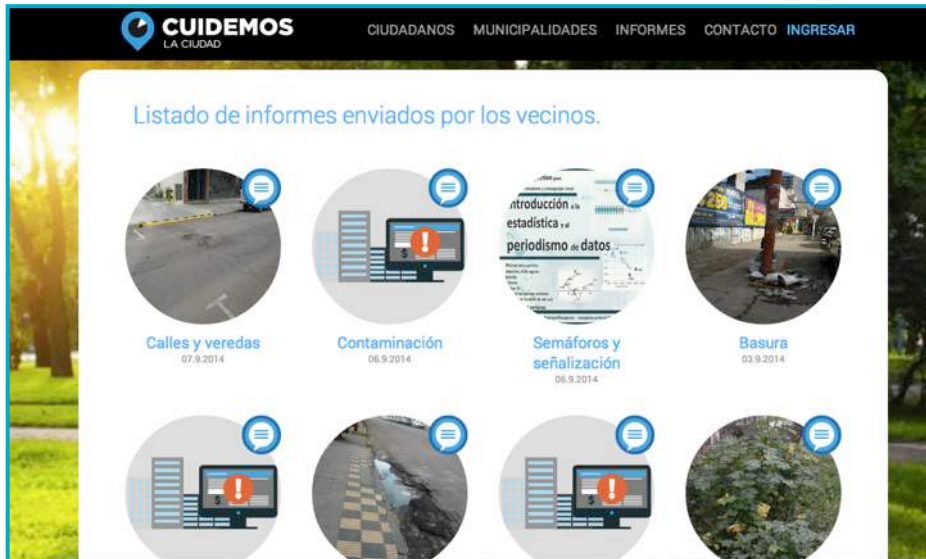 CUIDEMOS
LA CIUDAD
CIUDADANOS MUNICIPALIDADES INFORMES CONTACTO INGRESAR
Listado de informes enviados por los vecinos.
ntroducción a la
estadística y al
periodismo de datos
Calles y veredas
07.9.2014
Contaminación
06.9.2014
Semáforos y
señalización
06.9.2014
Basura
03.9.2014